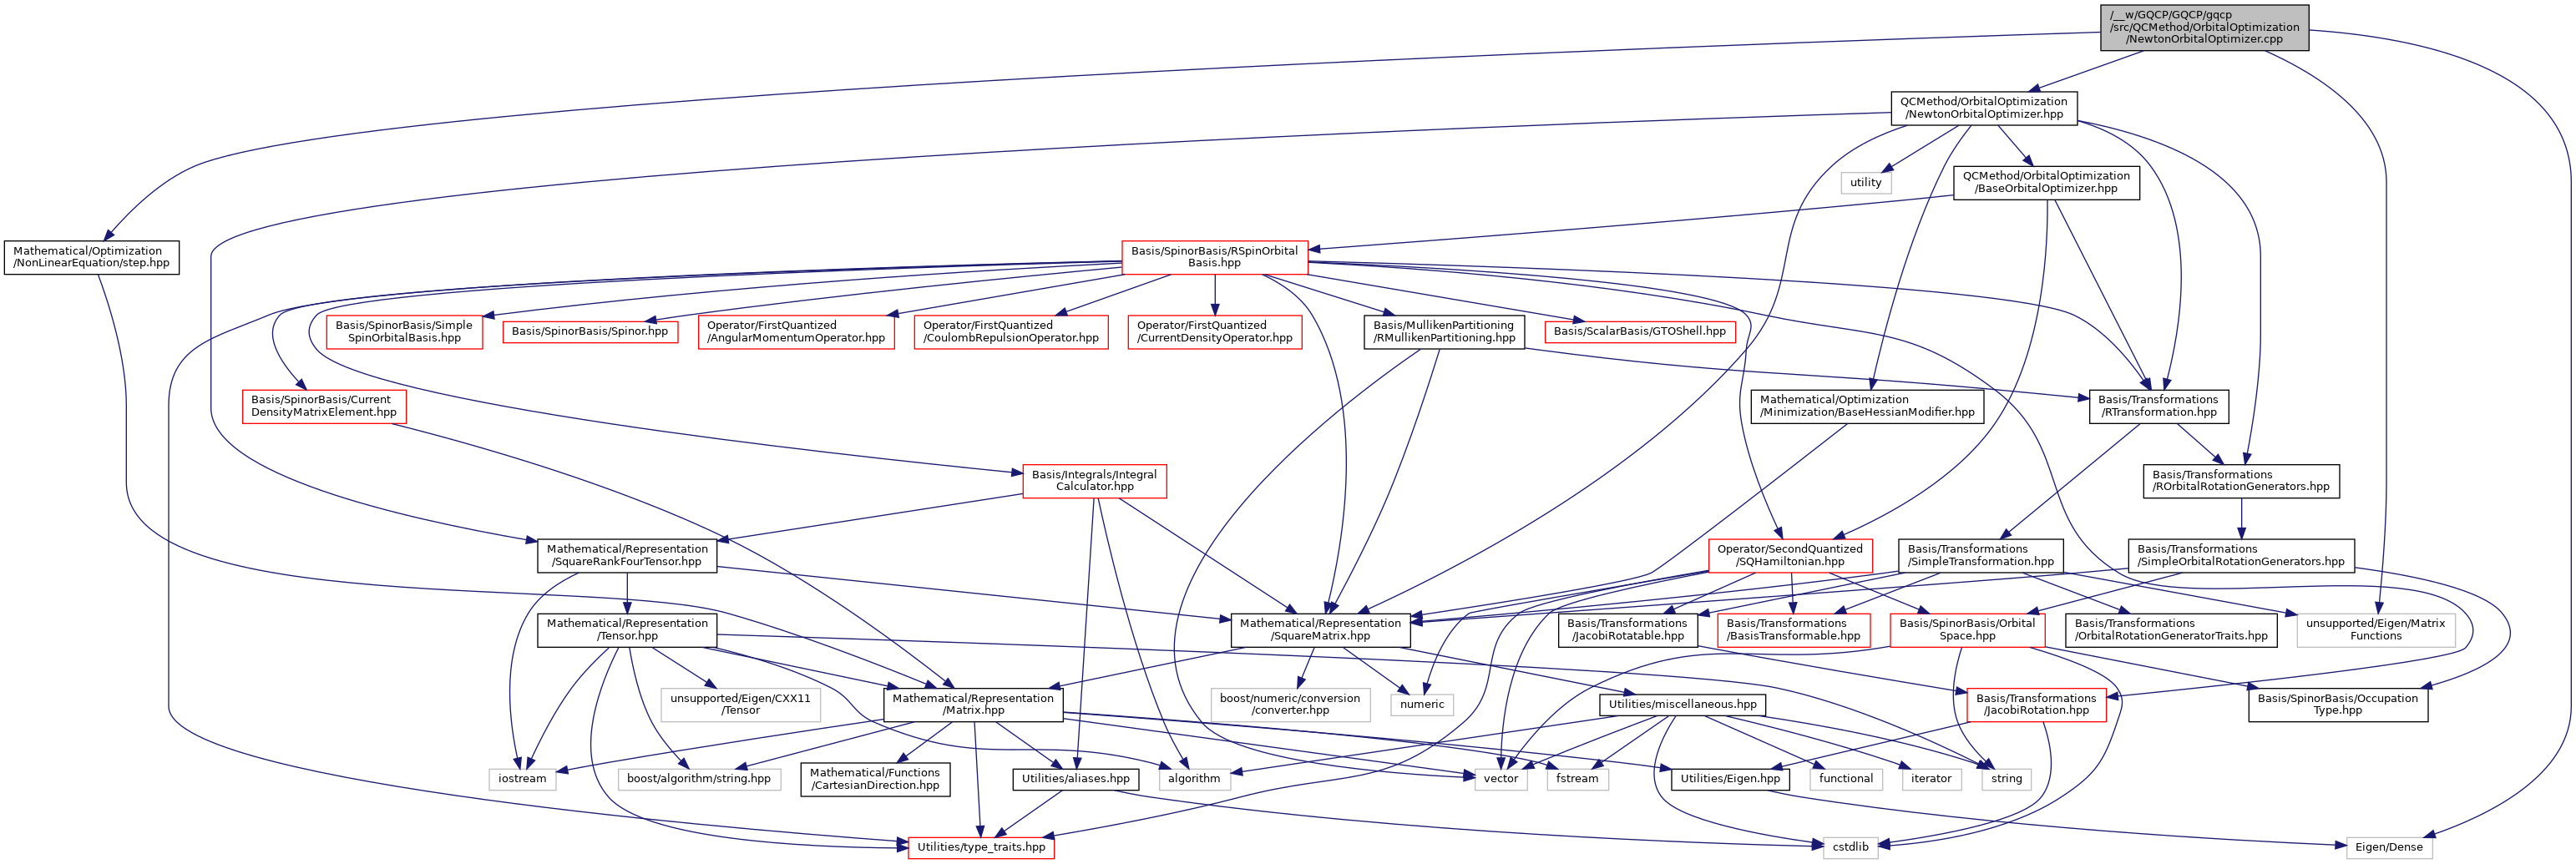 /__w/GQCP/GQCP/gqcp
/src/QCMethod/OrbitalOptimization
/NewtonOrbitalOptimizer.cpp
QCMethod/OrbitalOptimization
/NewtonOrbitalOptimizer.hpp
utility
QCMethod/OrbitalOptimization
/BaseOrbitalOptimizer.hpp
Mathematical/Optimization
/NonLinearEquation/step.hpp
Basis/SpinorBasis/RSpinOrbital
Basis.hpp
Basis/SpinorBasis/Simple
SpinOrbitalBasis.hpp
Basis/SpinorBasis/Spinor.hpp
Operator/FirstQuantized
/AngularMomentumOperator.hpp
Operator/FirstQuantized
/CoulombRepulsionOperator.hpp
Operator/FirstQuantized
/CurrentDensityOperator.hpp
Basis/MullikenPartitioning
/RMullikenPartitioning.hpp
Basis/ScalarBasis/GTOShell.hpp
Basis/SpinorBasis/Current
DensityMatrixElement.hpp
Mathematical/Optimization
/Minimization/BaseHessianModifier.hpp
Basis/Transformations
/RTransformation.hpp
Basis/Integrals/Integral
Calculator.hpp
Basis/Transformations
/ROrbitalRotationGenerators.hpp
Mathematical/Representation
/SquareRankFourTensor.hpp
Operator/SecondQuantized
/SQHamiltonian.hpp
Basis/Transformations
/SimpleTransformation.hpp
Basis/Transformations
/SimpleOrbitalRotationGenerators.hpp
Mathematical/Representation
/Tensor.hpp
Mathematical/Representation
/SquareMatrix.hpp
Basis/Transformations
/JacobiRotatable.hpp
Basis/Transformations
/BasisTransformable.hpp
Basis/SpinorBasis/Orbital
Space.hpp
Basis/Transformations
/OrbitalRotationGeneratorTraits.hpp
unsupported/Eigen/Matrix
Functions
unsupported/Eigen/CXX11
/Tensor
Mathematical/Representation
/Matrix.hpp
boost/numeric/conversion
/converter.hpp
numeric
Utilities/miscellaneous.hpp
Basis/Transformations
/JacobiRotation.hpp
Basis/SpinorBasis/Occupation
Type.hpp
iostream
boost/algorithm/string.hpp
Mathematical/Functions
/CartesianDirection.hpp
Utilities/aliases.hpp
algorithm
vector
fstream
Utilities/Eigen.hpp
functional
iterator
string
Utilities/type_traits.hpp
cstdlib
Eigen/Dense